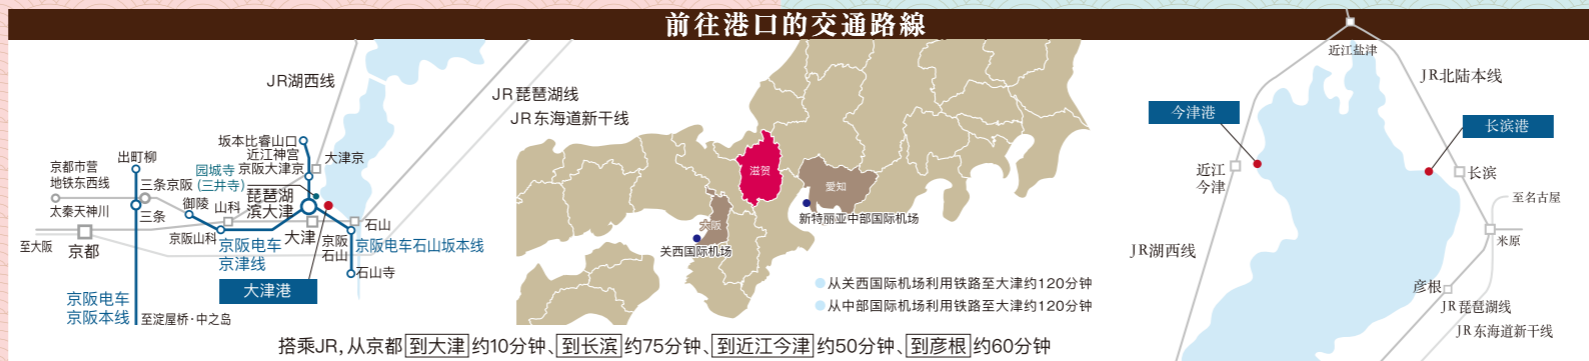 前往港口的交通路線
JR湖西线
JR琵琶湖线
JR东海道新干线
坂本比睿山口
近江神宫
大津京
园城寺
(三井寺)
京阪大津京
出町柳
京都市营
地铁东西线
三条京阪
御陵
山科
琵琶湖
滨大津
太秦天神川
三条
京阪山科
大津
石山
京阪
石山
京阪电车石山坂本线
至大阪
京都
京阪电车
京津线
石山寺
大津港
京阪电车
京阪本线
至淀屋桥·中之岛
滋贺
愛知
大阪
新特丽亚中部国际机场
关西国际机场
从关西国际机场利用铁路至大津约120分钟
从中部国际机场利用铁路至大津约120分钟
近江盐津
JR北陆本线
今津港
长滨港
近江
今津
长滨
至名古屋
米原
JR湖西线
彦根
JR琵琶湖线
JR东海道新干线
搭乘JR,从京都 到大津 约10分钟、到长滨 约75分钟、到近江今津 约50分钟、到彦根 约60分钟